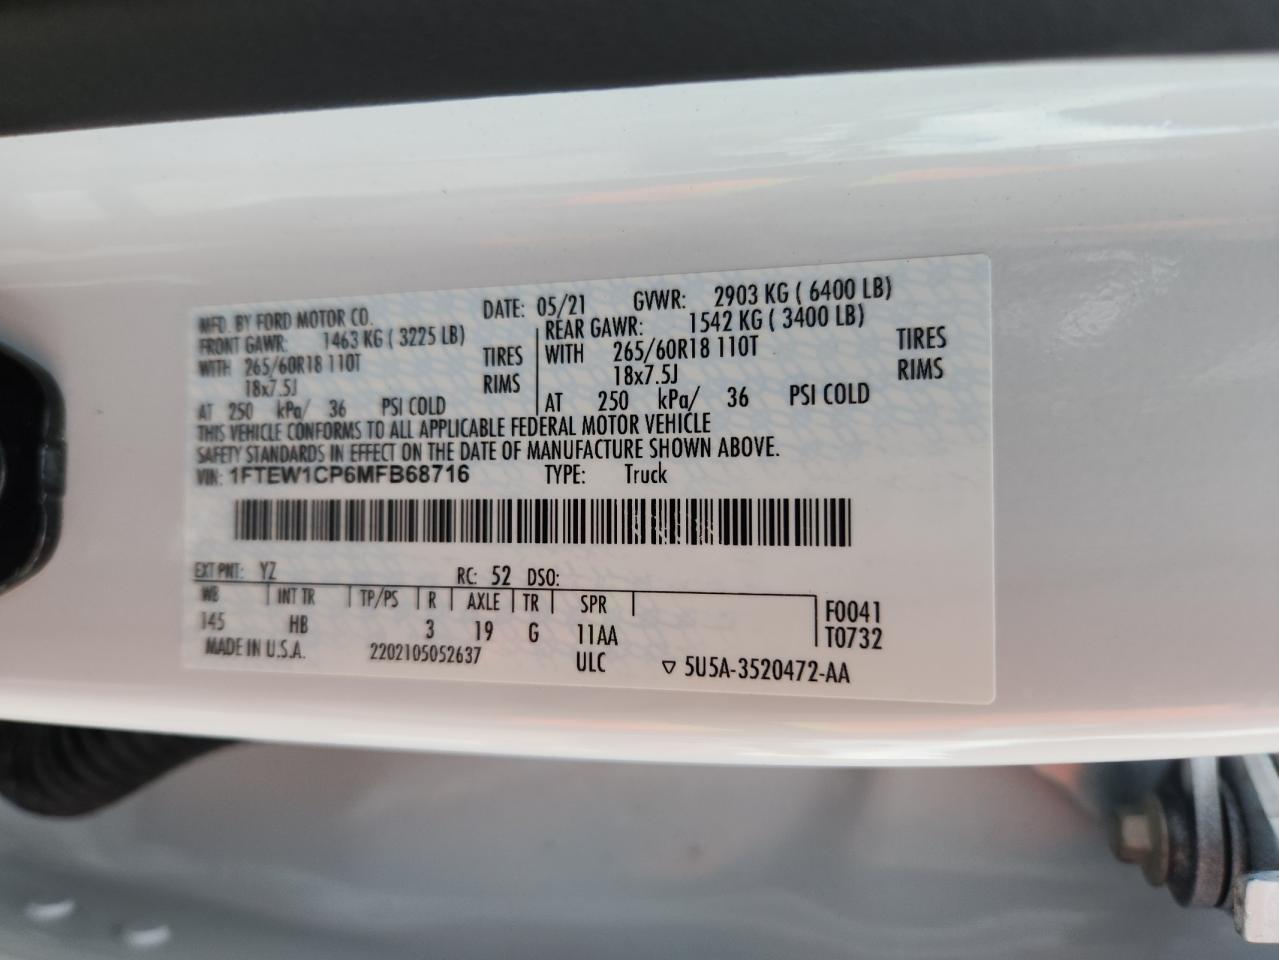 MFD. BY FORD MOTOR CO. DATE: 05/21 GVWR: 2903 KG ( 6400 LB)
FRONT GAWR: 1463 KG ( 3225 LB) REAR GAWR: 1542 KG ( 3400 LB)
WITH 265/60R18 110T TIRES WITH 265/60R18 110T TIRES
18x7.5J RIMS 18x7.5J RIMS
AT 250 kPa/ 36 PSI COLD AT 250 kPa/ 36 PSI COLD
THIS VEHICLE CONFORMS TO ALL APPLICABLE FEDERAL MOTOR VEHICLE
SAFETY STANDARDS IN EFFECT ON THE DATE OF MANUFACTURE SHOWN ABOVE.
VIN: 1FTEW1CP6MFB68716 TYPE: Truck
EXT PNT: YZ RC: 52 DSO:
WB INT TR TP/PS R AXLE TR SPR F0041
145 HB 3 19 G 11AA T0732
MADE IN U.S.A. 2202105052637 ULC ▽ 5U5A-3520472-AA